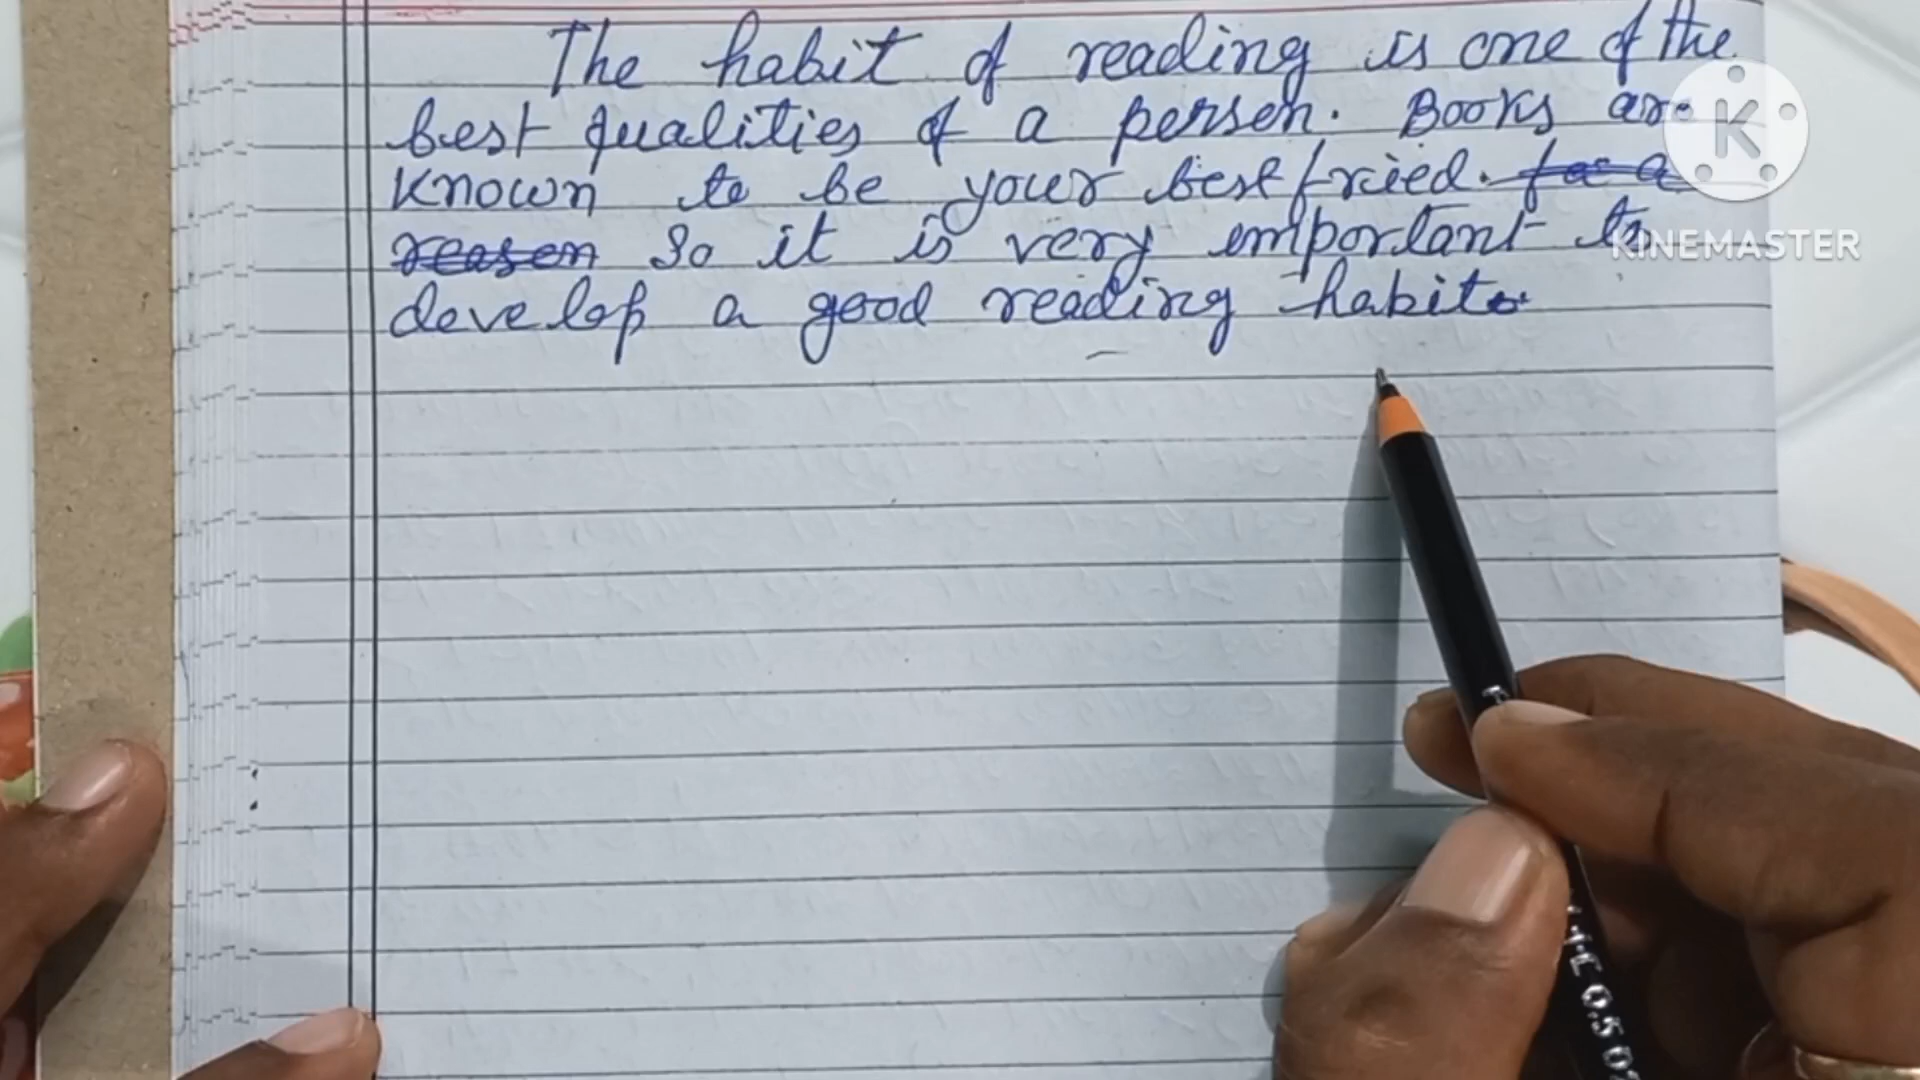 The habit of reading is one of the
best qualities of a person. Books are
known to be your best fried. for a
reason So it is very important to
develop a good reading habit.
K
KINEMASTER